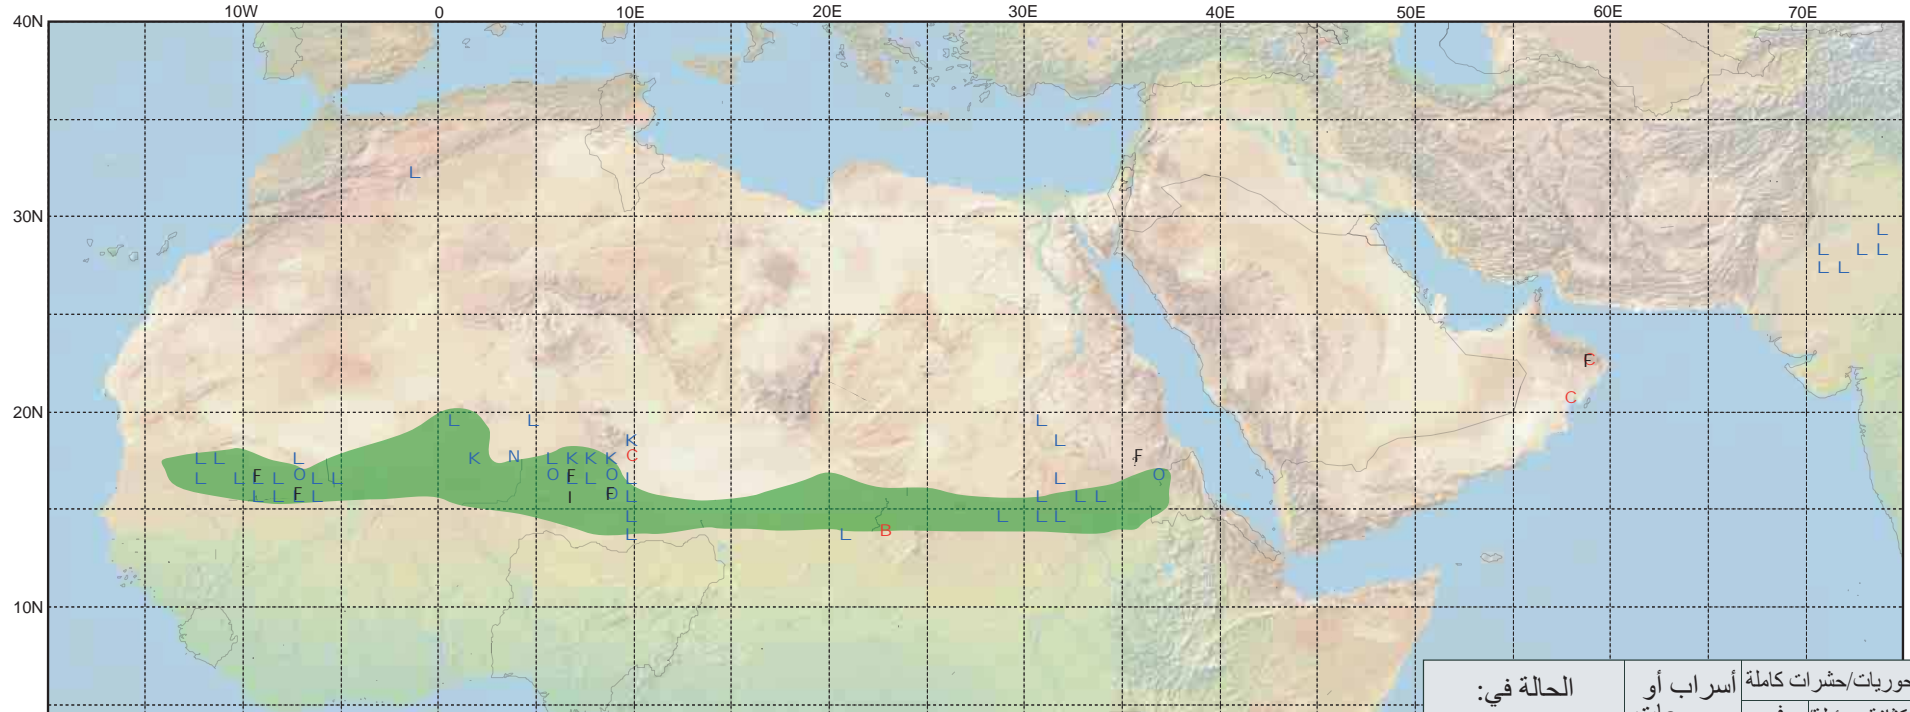 10W 0 10E 20E 30E 40E 50E 60E 70E
40N
L
30N
L
L L L
L L
F C
20N
C
L L L
K L
L L L K N L K K K C F
O F L L L L O F L O L L O
L L F L I O F L L L L
L L L L
L L B
10N
الحالة في: أسراب أو حوريات/حشرات كاملة